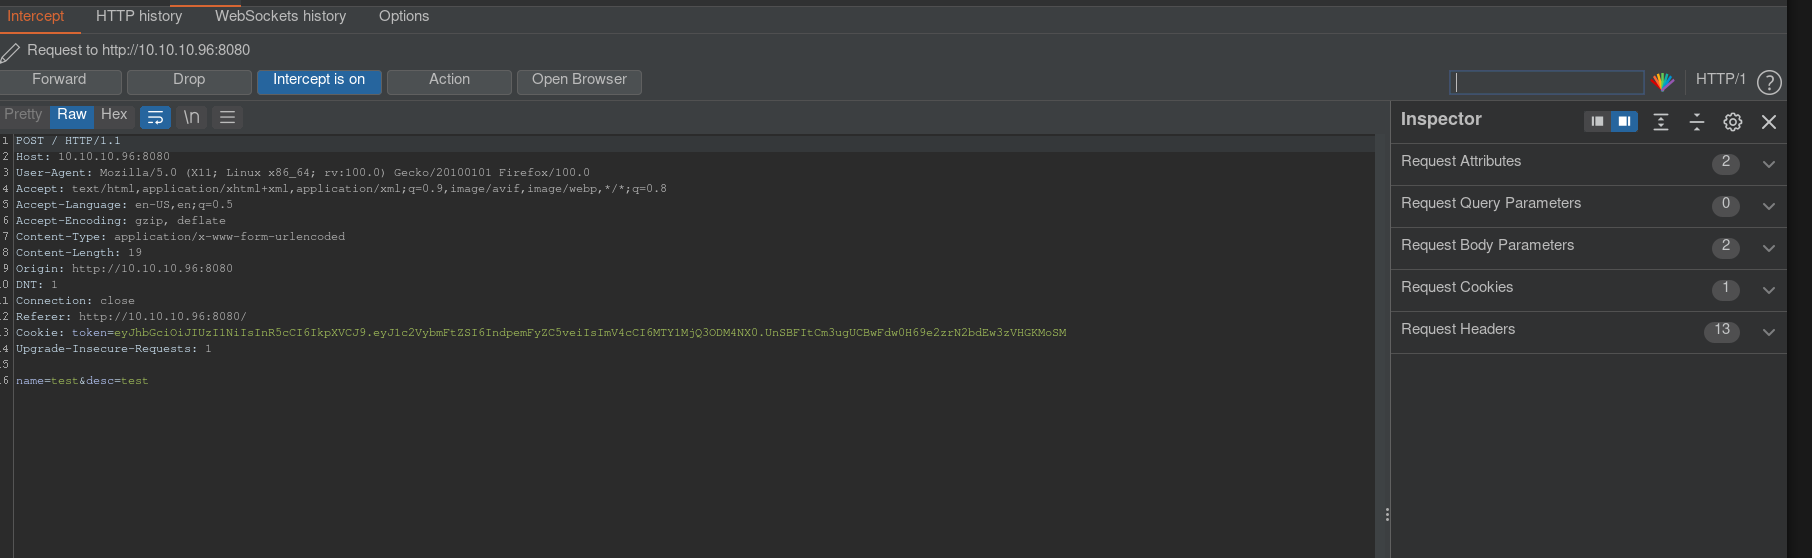 Intercept HTTP history WebSockets history Options
Request to http://10.10.10.96:8080
Forward Drop Intercept is on Action Open Browser HTTP/1 ?
Pretty Raw Hex \n
Inspector
Request Attributes 2
Request Query Parameters 0
Request Body Parameters 2
Request Cookies 1
Request Headers 13
1 POST / HTTP/1.1
2 Host: 10.10.10.96:8080
3 User-Agent: Mozilla/5.0 (X11; Linux x86_64; rv:100.0) Gecko/20100101 Firefox/100.0
4 Accept: text/html,application/xhtml+xml,application/xml;q=0.9,image/avif,image/webp,*/*;q=0.8
5 Accept-Language: en-US,en;q=0.5
6 Accept-Encoding: gzip, deflate
7 Content-Type: application/x-www-form-urlencoded
8 Content-Length: 19
9 Origin: http://10.10.10.96:8080
0 DNT: 1
1 Connection: close
2 Referer: http://10.10.10.96:8080/
3 Cookie: token=eyJhbGciOiJIUzI1NiIsInR5cCI6IkpXVCJ9.eyJ1c2VybmFtZSI6IndpemFyZC5veiIsImV4cCI6MTY1MjQ3ODM4NX0.UnSBFItCm3ugUCBwFdw0H69e2zrN2bdEw3zVHGKMoSM
4 Upgrade-Insecure-Requests: 1
5
6 name=test&desc=test